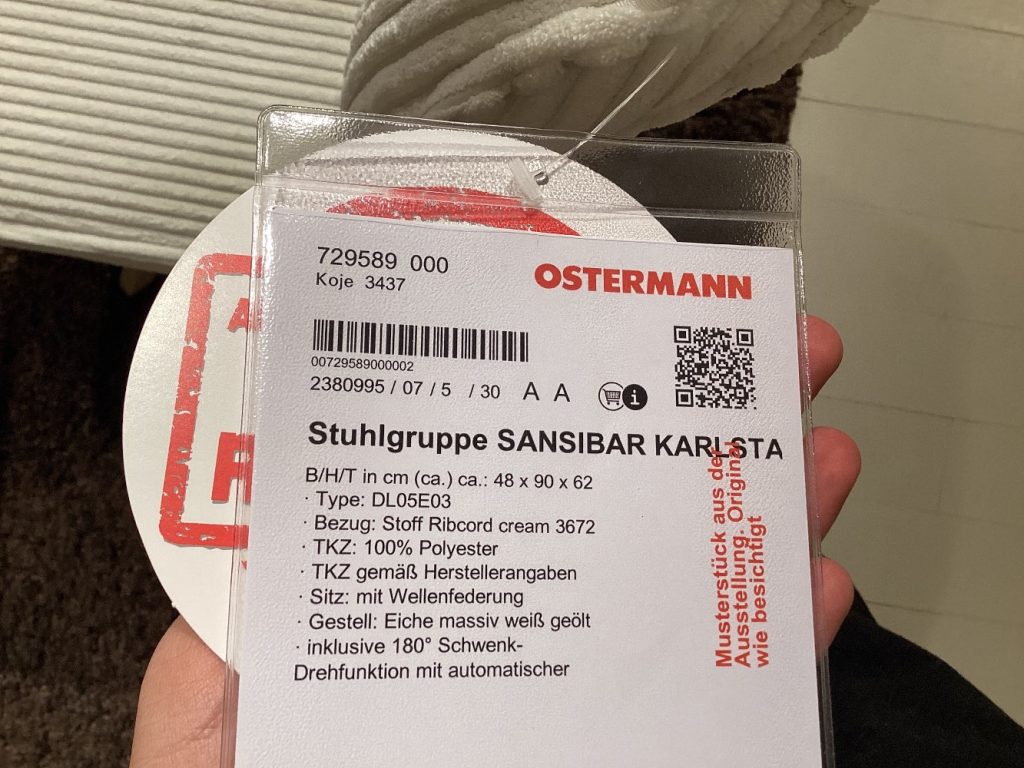 729589 000
Koje 3437
OSTERMANN
00729589000002
2380995 / 07 / 5 / 30 A A
i
Stuhlgruppe SANSIBAR KARLSTA
B/H/T in cm (ca.) ca.: 48 x 90 x 62
· Type: DL05E03
· Bezug: Stoff Ribcord cream 3672
· TKZ: 100% Polyester
· TKZ gemäß Herstellerangaben
· Sitz: mit Wellenfederung
· Gestell: Eiche massiv weiß geölt
· inklusive 180° Schwenk-
Drehfunktion mit automatischer
Musterstück aus der
Ausstellung. Original
wie besichtigt